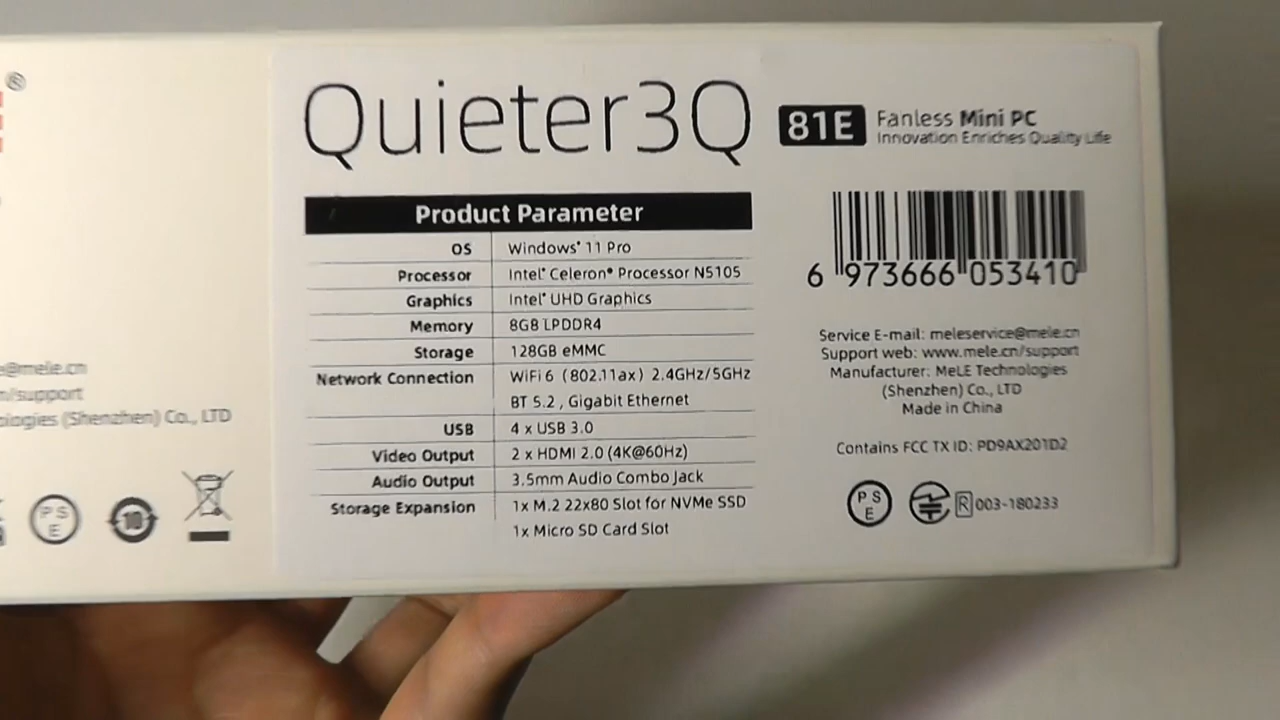 ®
Quieter3Q
81E
Fanless Mini PC
Innovation Enriches Quality Life
Product Parameter
OS Windows® 11 Pro
Processor Intel® Celeron® Processor N5105
Graphics Intel® UHD Graphics
Memory 8GB LPDDR4
Storage 128GB eMMC
Network Connection WiFi 6 (802.11ax) 2.4GHz/5GHz
BT 5.2 , Gigabit Ethernet
USB 4 x USB 3.0
Video Output 2 x HDMI 2.0 (4K@60Hz)
Audio Output 3.5mm Audio Combo Jack
Storage Expansion 1x M.2 22x80 Slot for NVMe SSD
1x Micro SD Card Slot
6 973666 053410
Service E-mail: meleservice@mele.cn
Support web: www.mele.cn/support
Manufacturer: MeLE Technologies
(Shenzhen) Co., LTD
Made in China
Contains FCC TX ID: PD9AX201D2
PS
E
R 003-180233
e@mele.cn
n/support
ologies (Shenzhen) Co., LTD
PS
E
10